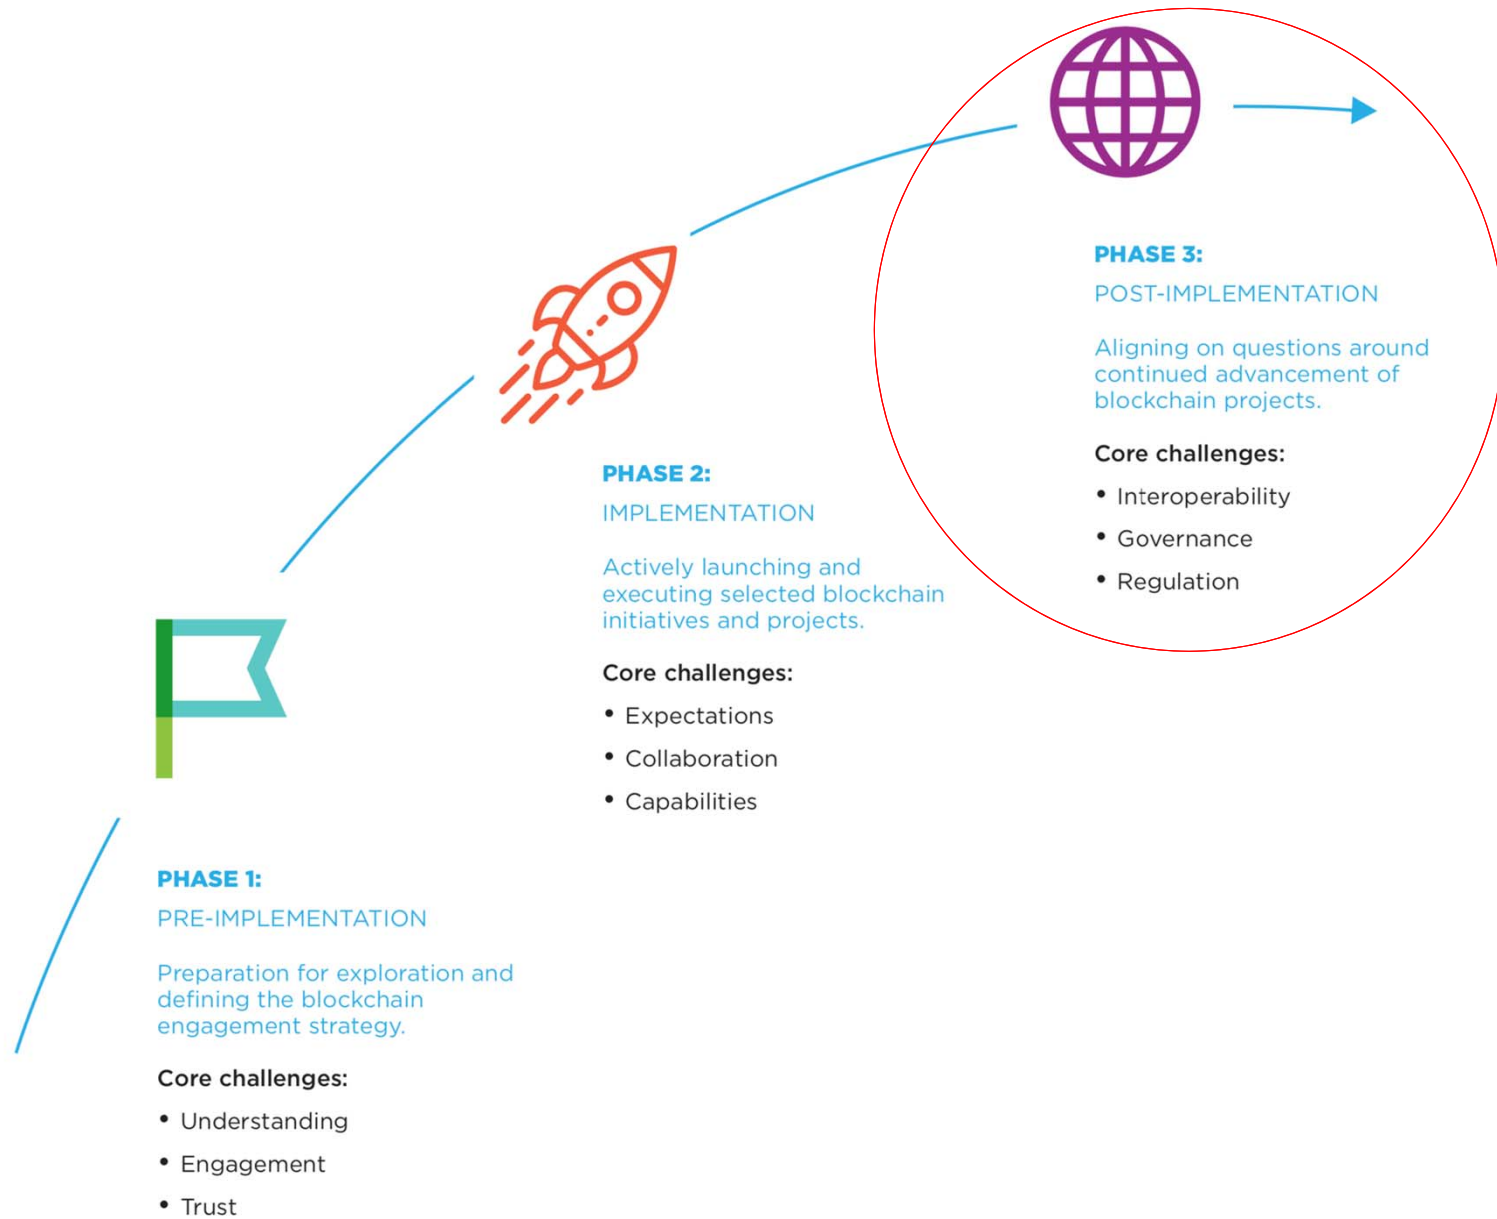 PHASE 1:
PRE-IMPLEMENTATION
Preparation for exploration and
defining the blockchain
engagement strategy.
Core challenges:
• Understanding
• Engagement
• Trust
PHASE 2:
IMPLEMENTATION
Actively launching and
executing selected blockchain
initiatives and projects.
Core challenges:
• Expectations
• Collaboration
• Capabilities
PHASE 3:
POST-IMPLEMENTATION
Aligning on questions around
continued advancement of
blockchain projects.
Core challenges:
• Interoperability
• Governance
• Regulation